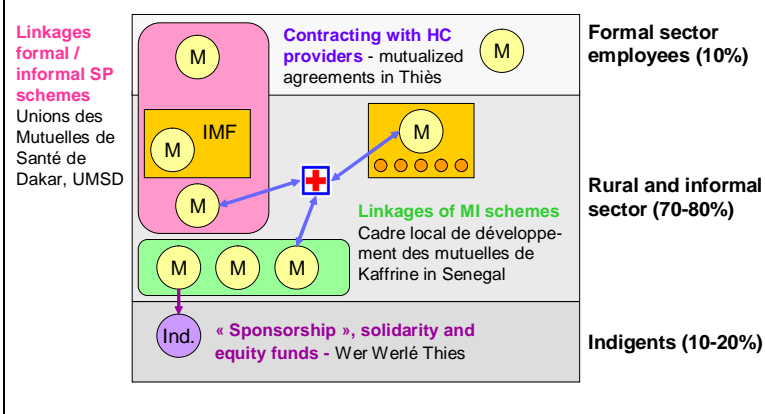 Linkages
formal /
informal SP
schemes
Unions des
Mutuelles de
Santé de
Dakar, UMSD
M
Contracting with HC
providers - mutualized
agreements in Thiès
M
Formal sector
employees (10%)
IMF
M
M
M
Linkages of MI schemes
Cadre local de développe-
ment des mutuelles de
Kaffrine in Senegal
Rural and informal
sector (70-80%)
M
M
M
Ind.
« Sponsorship », solidarity and
equity funds - Wer Werlé Thies
Indigents (10-20%)